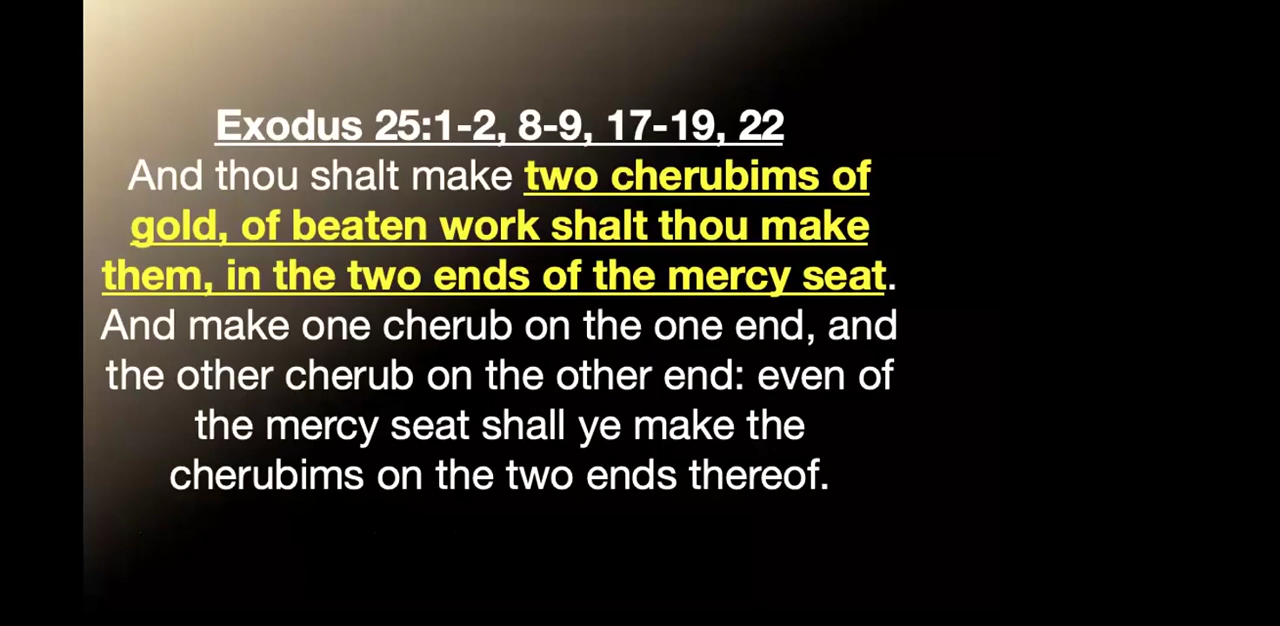 Exodus 25:1-2, 8-9, 17-19, 22
And thou shalt make two cherubims of
gold, of beaten work shalt thou make
them, in the two ends of the mercy seat.
And make one cherub on the one end, and
the other cherub on the other end: even of
the mercy seat shall ye make the
cherubims on the two ends thereof.